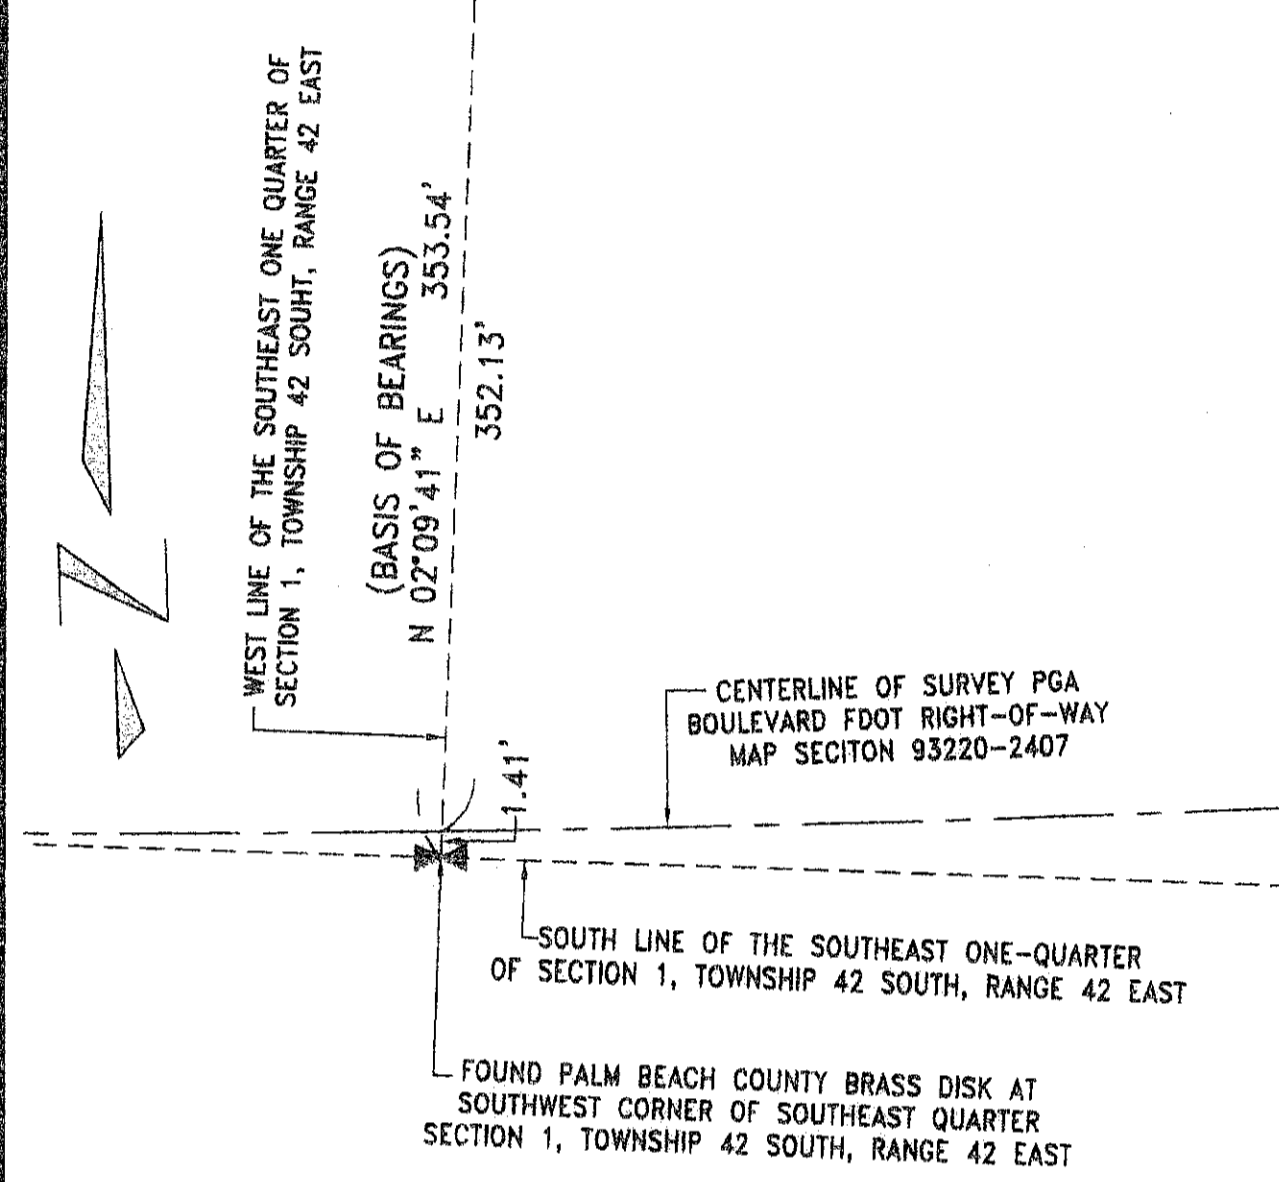 WEST LINE OF THE SOUTHEAST ONE QUARTER OF
SECTION 1, TOWNSHIP 42 SOUHT, RANGE 42 EAST
(BASIS OF BEARINGS)
N 02°09'41" E 353.54'
352.13'
Z
CENTERLINE OF SURVEY PGA
BOULEVARD FDOT RIGHT-OF-WAY
MAP SECITON 93220-2407
1.41'
SOUTH LINE OF THE SOUTHEAST ONE-QUARTER
OF SECTION 1, TOWNSHIP 42 SOUTH, RANGE 42 EAST
FOUND PALM BEACH COUNTY BRASS DISK AT
SOUTHWEST CORNER OF SOUTHEAST QUARTER
SECTION 1, TOWNSHIP 42 SOUTH, RANGE 42 EAST